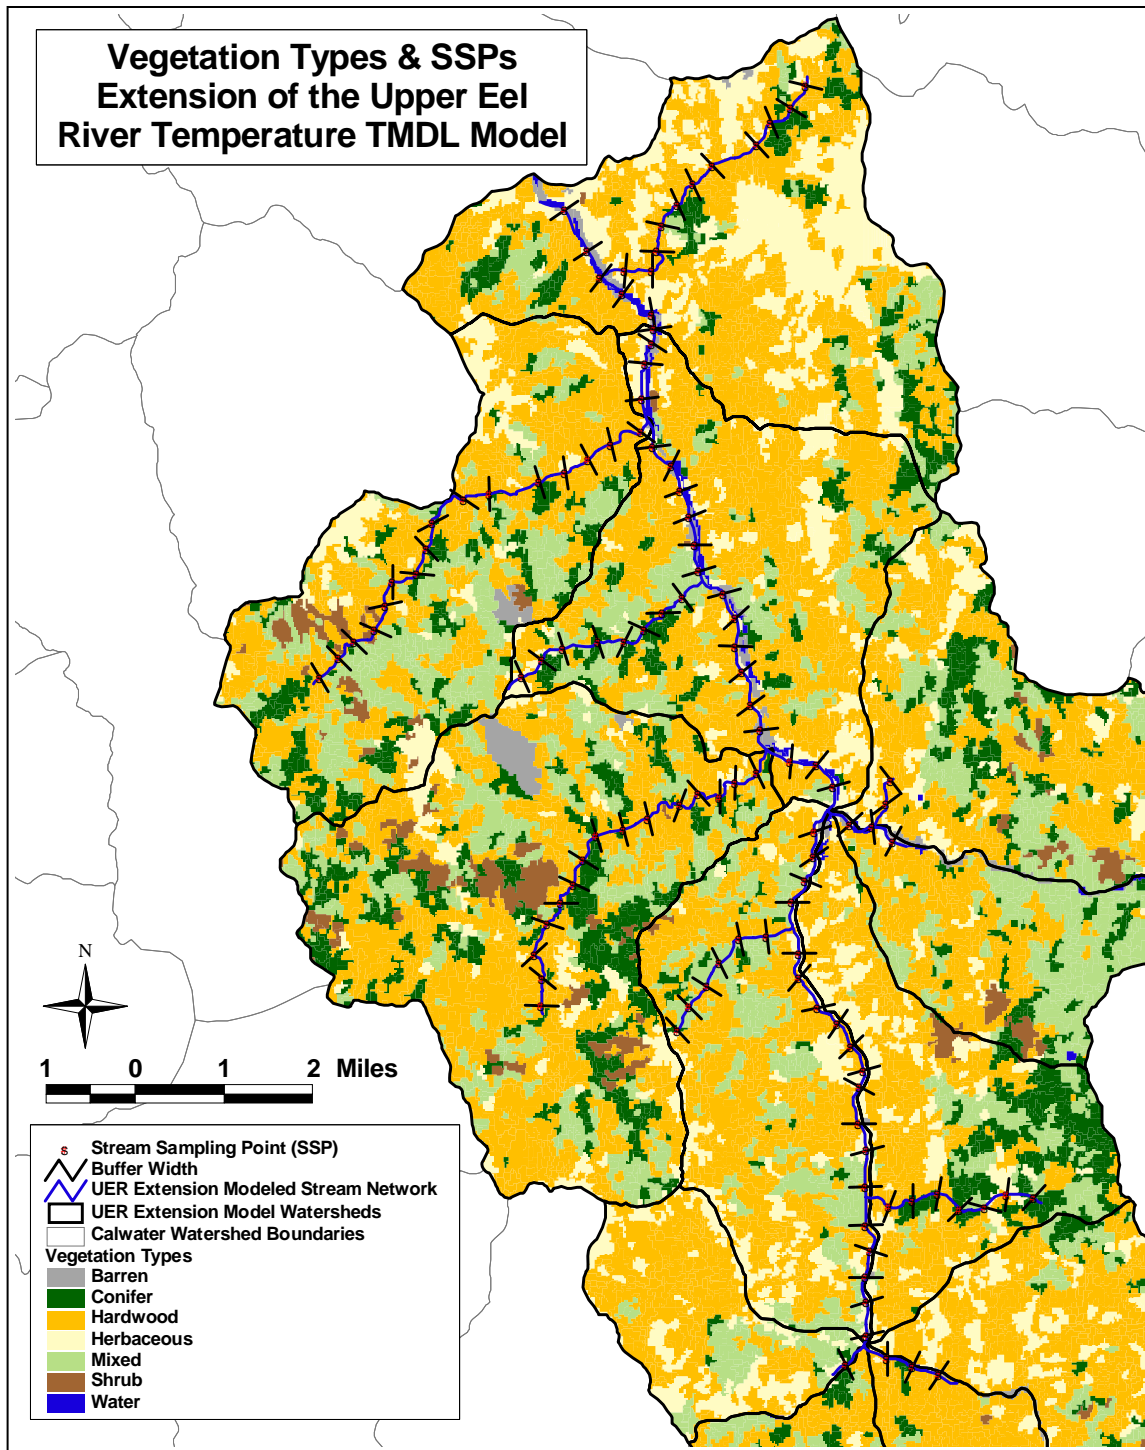 Vegetation Types & SSPs
Extension of the Upper Eel
River Temperature TMDL Model
N
1 0 1 2 Miles
s Stream Sampling Point (SSP)
Buffer Width
UER Extension Modeled Stream Network
UER Extension Model Watersheds
Calwater Watershed Boundaries
Vegetation Types
Barren
Conifer
Hardwood
Herbaceous
Mixed
Shrub
Water